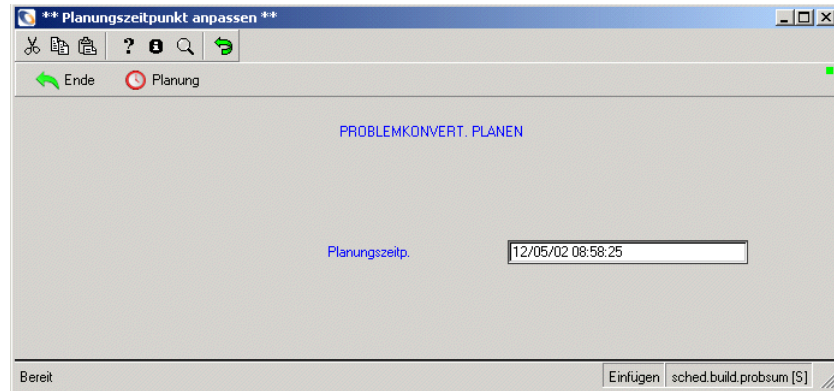 ** Planungszeitpunkt anpassen **
Ende Planung
PROBLEMKONVERT. PLANEN
Planungszeitp. 12/05/02 08:58:25
Bereit Einfügen sched.build.probsum [S]